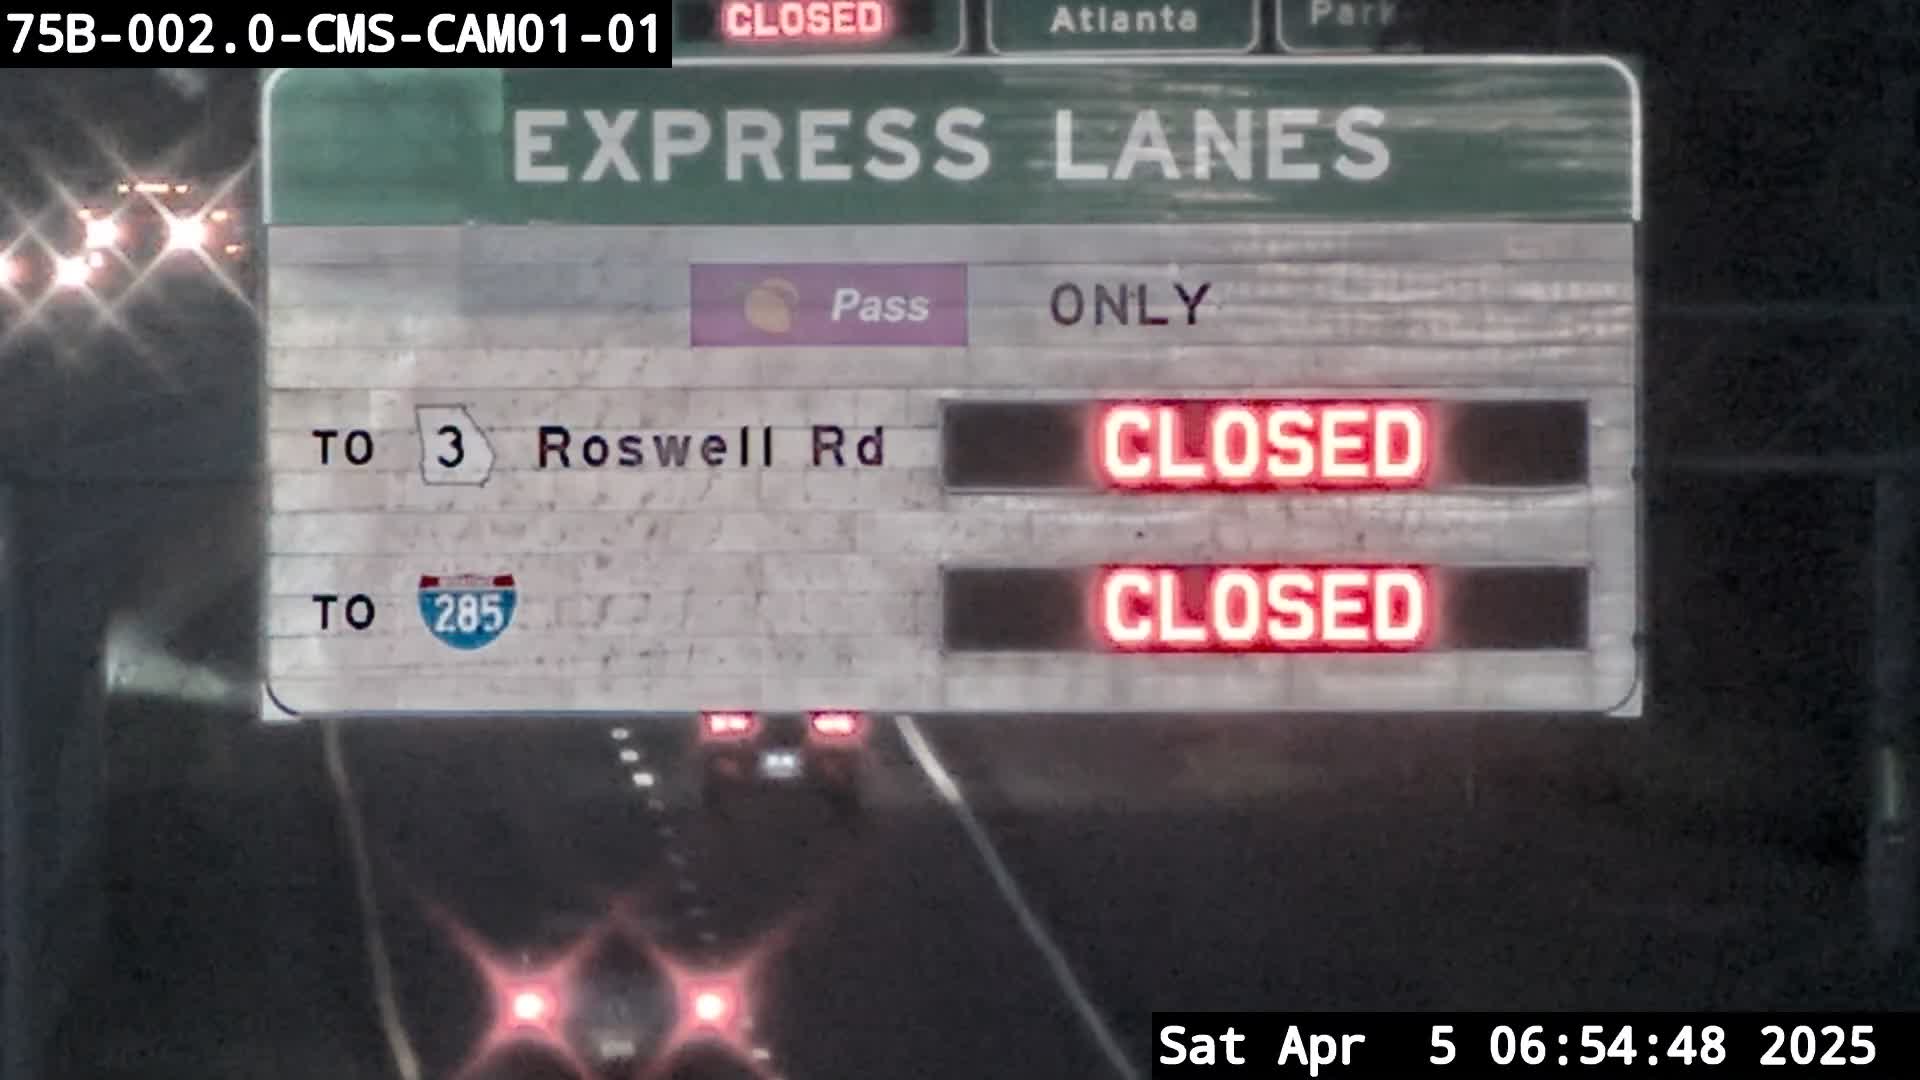 75B-002.0-CMS-CAM01-01
CLOSED
Atlanta
Park
EXPRESS LANES
Pass ONLY
TO 3 Roswell Rd CLOSED
TO 285 CLOSED
Sat Apr 5 06:54:48 2025